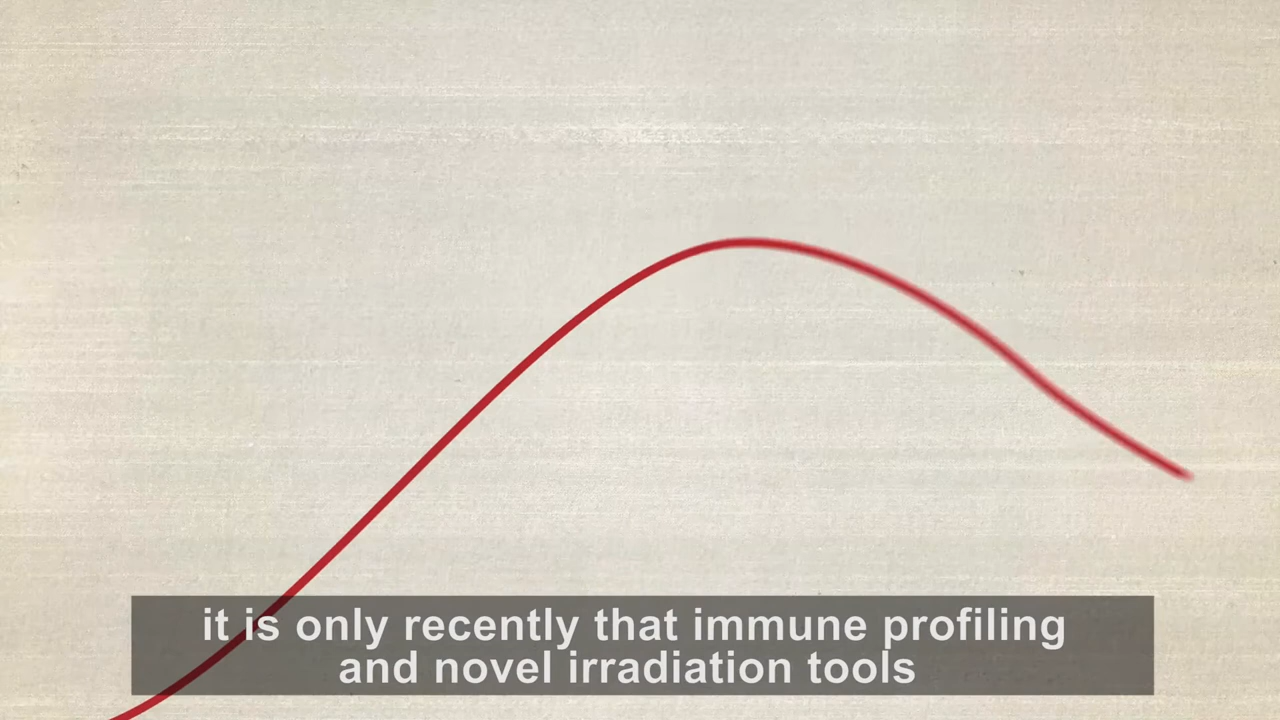 it is only recently that immune profiling
and novel irradiation tools